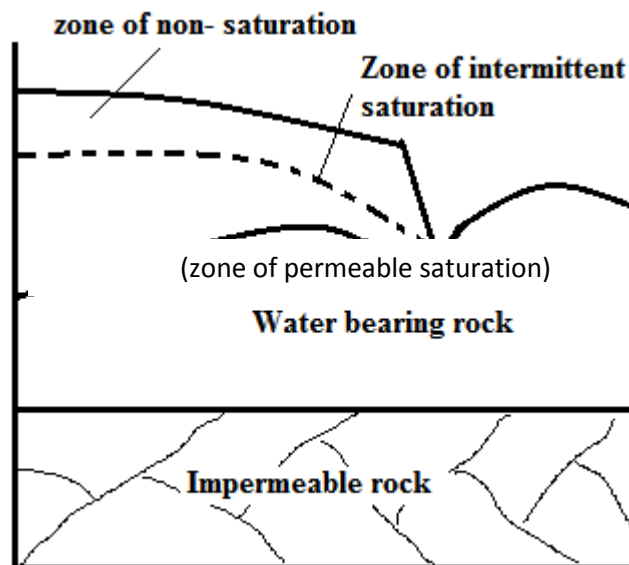 zone of non- saturation
Zone of intermittent
saturation
(zone of permeable saturation)
Water bearing rock
Impermeable rock